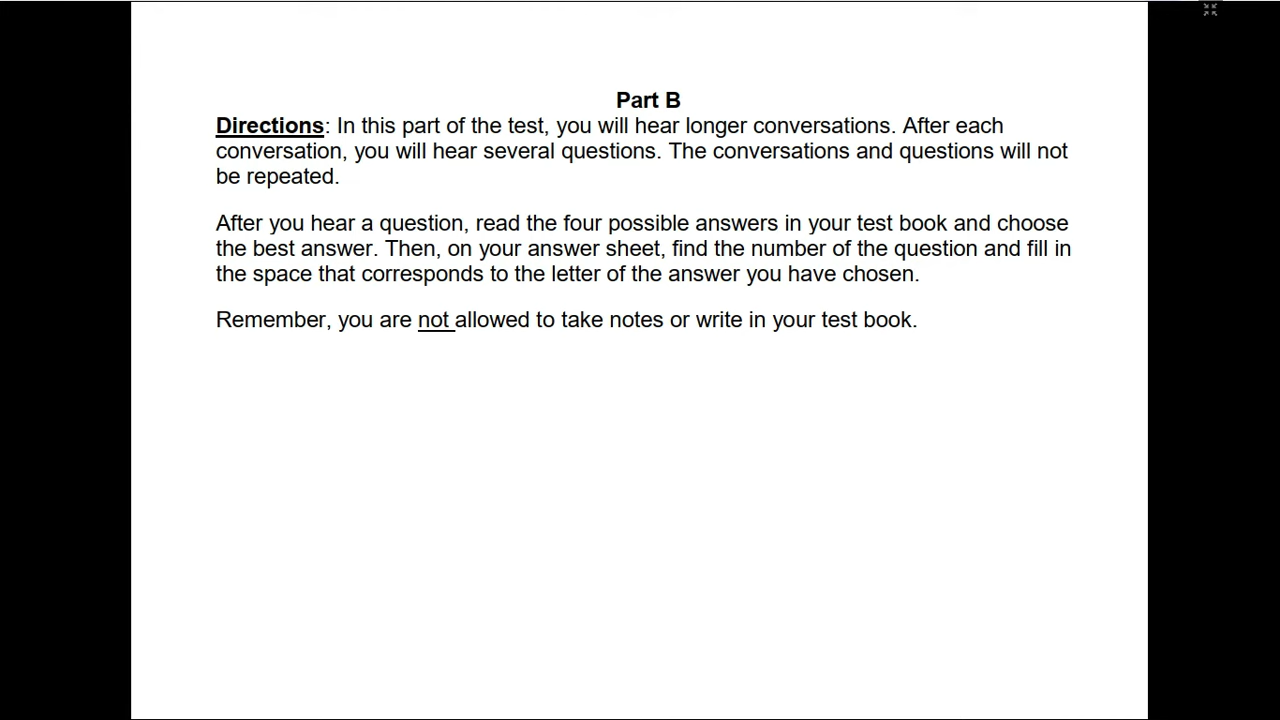 Part B
Directions: In this part of the test, you will hear longer conversations. After each
conversation, you will hear several questions. The conversations and questions will not
be repeated.
After you hear a question, read the four possible answers in your test book and choose
the best answer. Then, on your answer sheet, find the number of the question and fill in
the space that corresponds to the letter of the answer you have chosen.
Remember, you are not allowed to take notes or write in your test book.